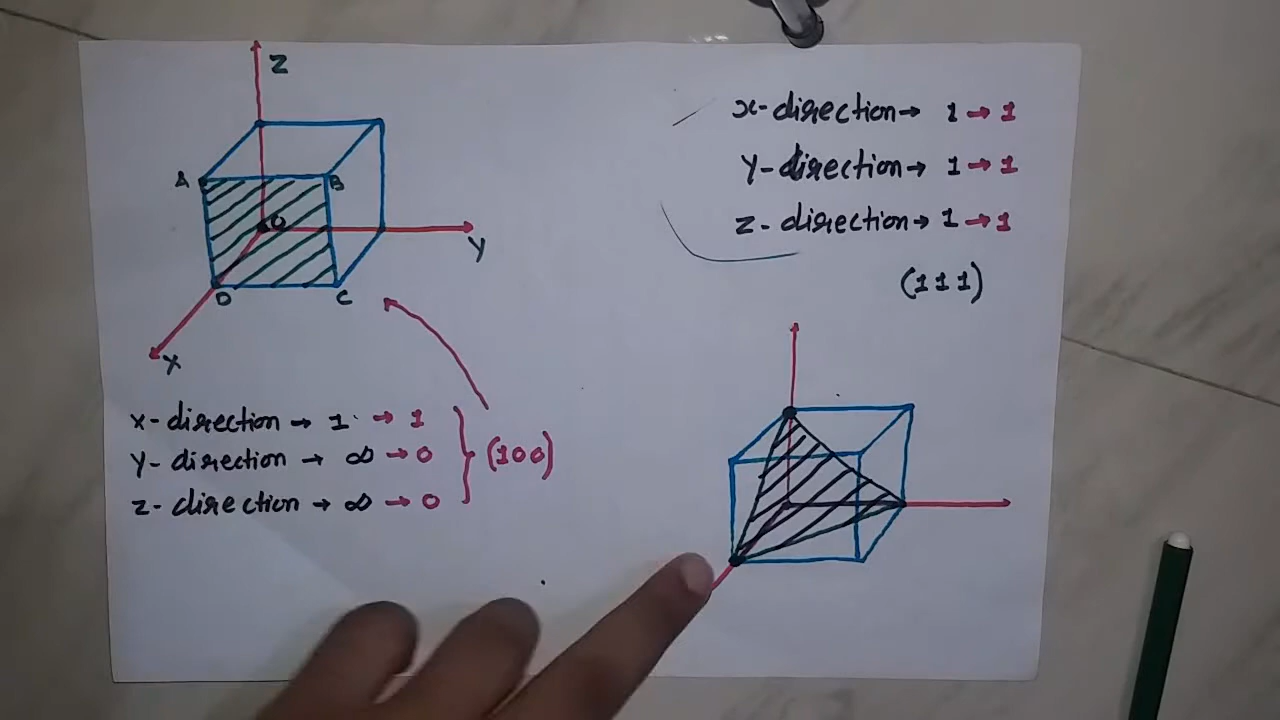 Z
A
B
O
Y
D
C
X
x-direction → 1 → 1
Y-direction → ∞ → 0
z-direction → ∞ → 0
(100)
x-direction → 1 → 1
Y-direction → 1 → 1
z-direction → 1 → 1
(111)